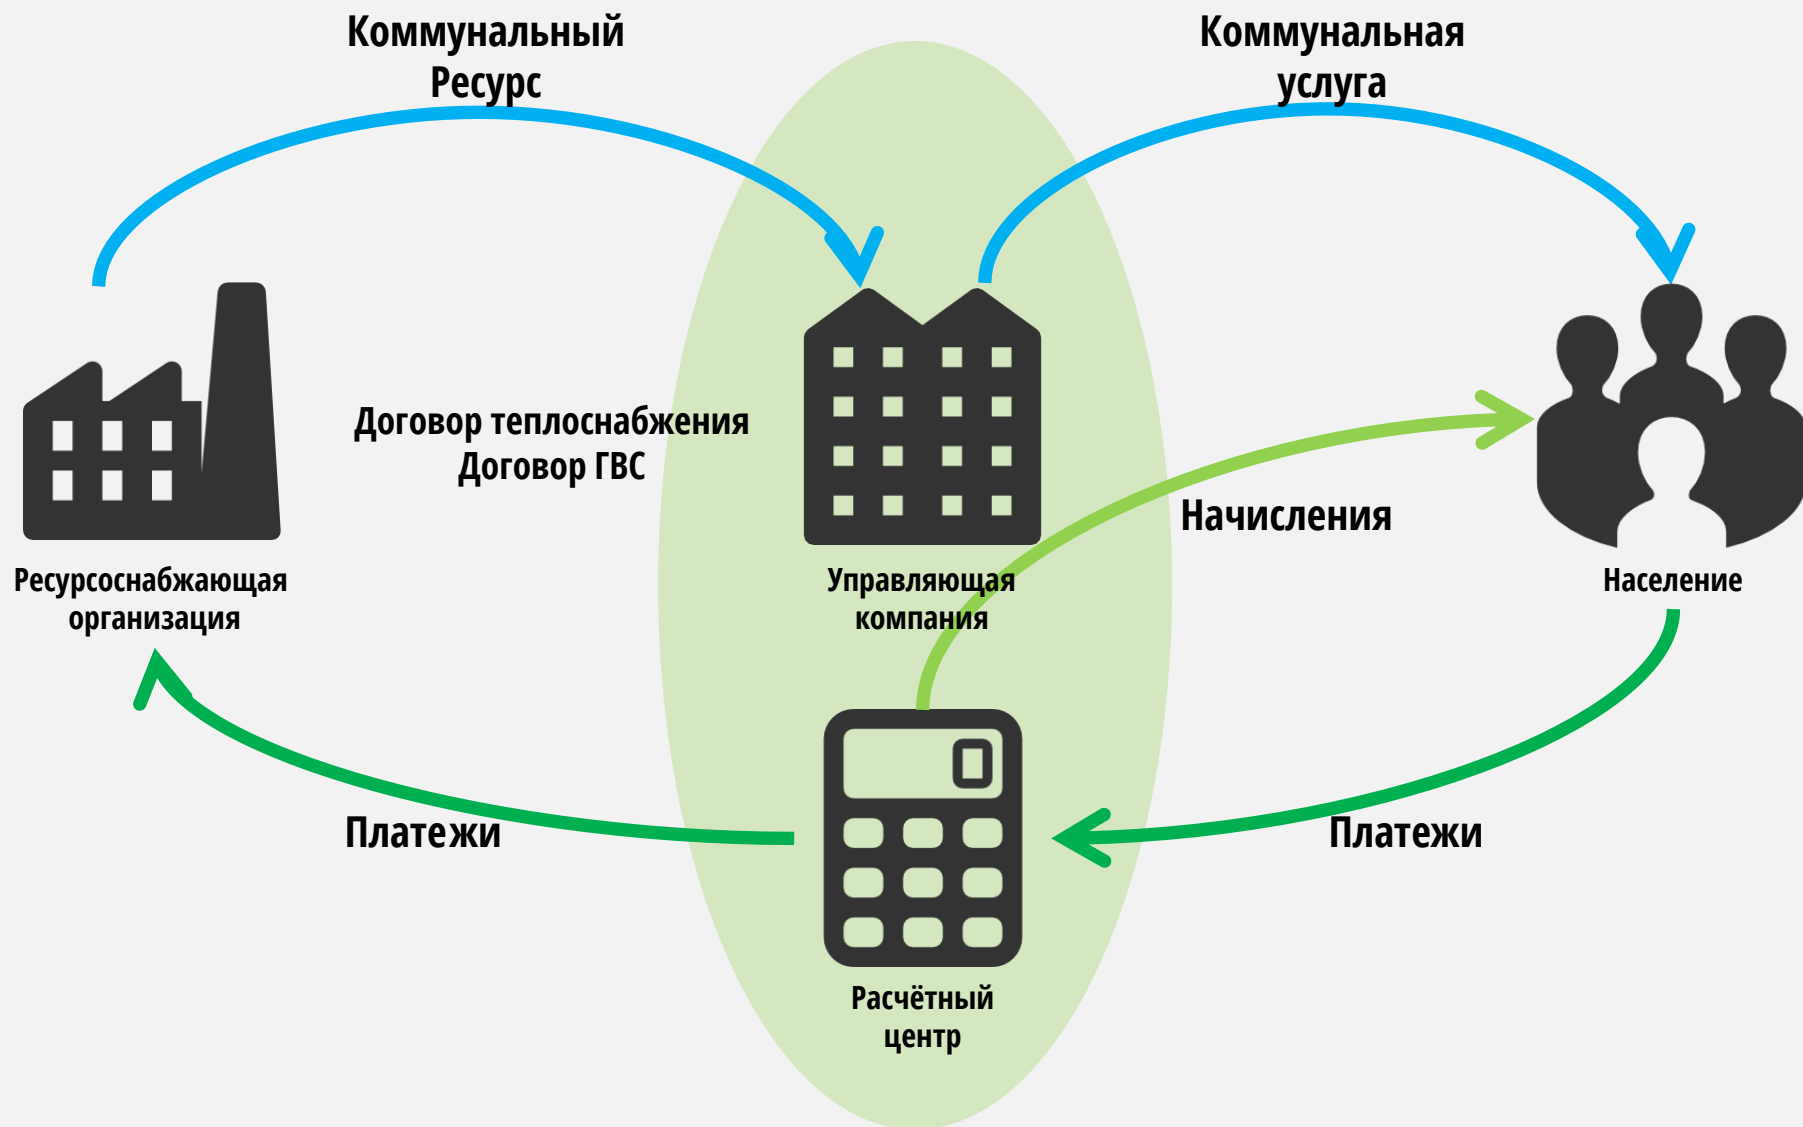 Коммунальный
Ресурс
Коммунальная
услуга
Договор теплоснабжения
Договор ГВС
Начисления
Ресурсоснабжающая
организация
Управляющая
компания
Население
Платежи
Платежи
Расчётный
центр